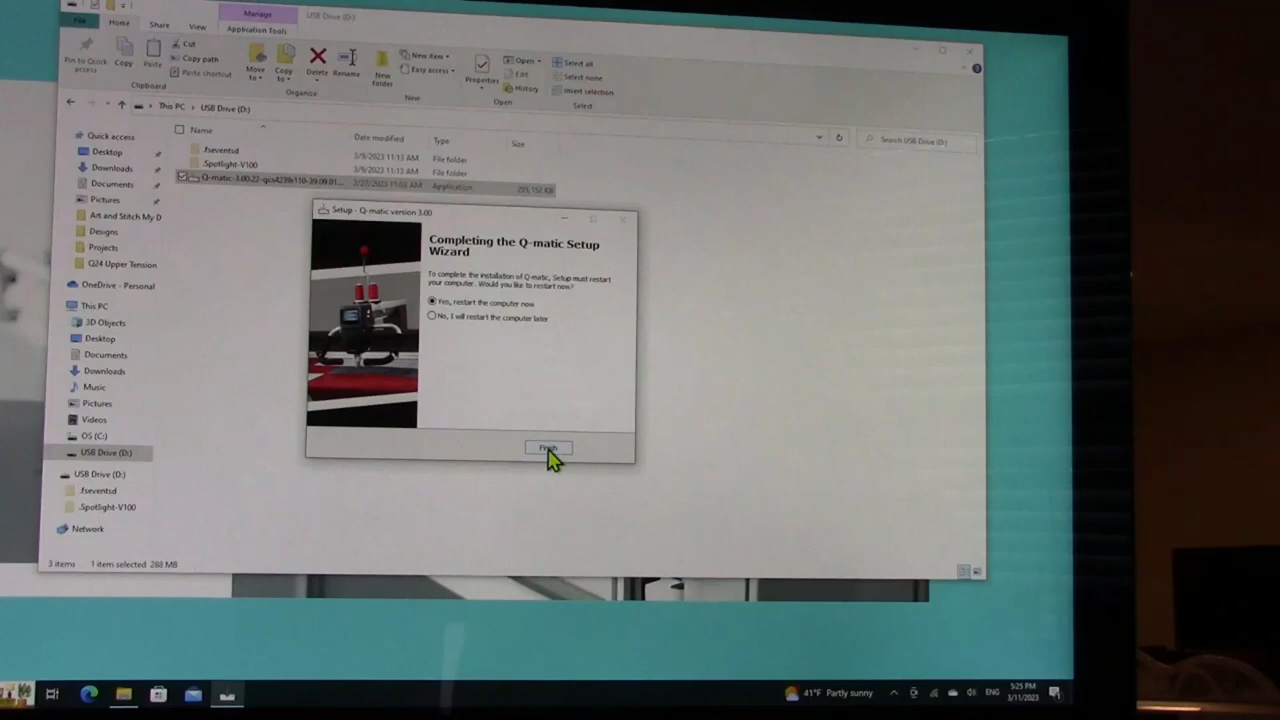 Manage
USB Drive (D:)
File
Home
Share
View
Application Tools
Pin to Quick access
Copy
Paste
Cut
Copy path
Paste shortcut
Clipboard
Move to
Copy to
Delete
Rename
Organize
New folder
New item
Easy access
New
Properties
Open
Edit
History
Open
Select all
Select none
Invert selection
Select
This PC
USB Drive (D:)
Search USB Drive (D:)
Name
Date modified
Type
Size
.fseventsd
3/9/2023 11:13 AM
File folder
.Spotlight-V100
3/9/2023 11:13 AM
File folder
Application
Quick access
Desktop
Downloads
Documents
Pictures
Art and Stitch My D
Designs
Projects
Q24 Upper Tension
OneDrive - Personal
This PC
3D Objects
Desktop
Documents
Downloads
Music
Pictures
Videos
OS (C:)
USB Drive (D:)
USB Drive (D:)
.fseventsd
.Spotlight-V100
Network
Setup - Q-matic version 3.00
Completing the Q-matic Setup
Wizard
To complete the installation of Q-matic, Setup must restart
your computer. Would you like to restart now?
Yes, restart the computer now
No, I will restart the computer later
3 items
1 item selected 288 MB
41°F Partly sunny
ENG
5:25 PM
3/11/2023